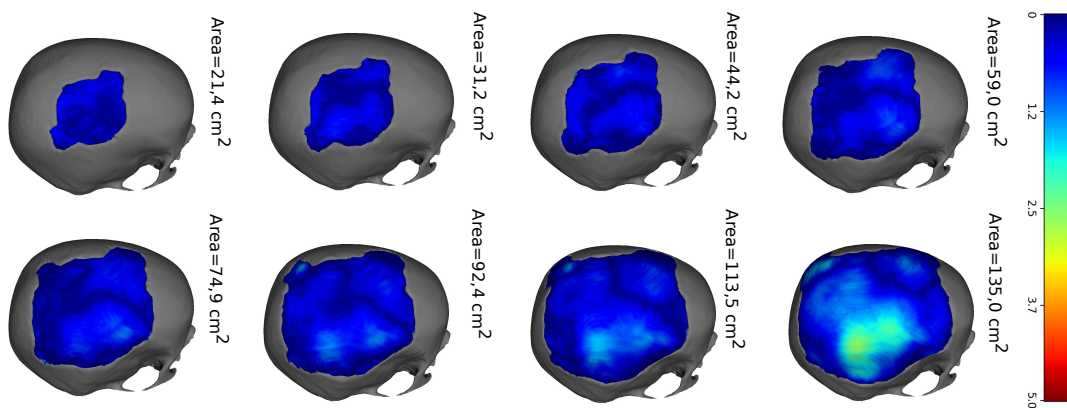 Area=21,4 cm²
Area=31,2 cm²
Area=44,2 cm²
Area=59,0 cm²
Area=74,9 cm²
Area=92,4 cm²
Area=113,5 cm²
Area=135,0 cm²
0
1.2
2.5
3.7
5.0